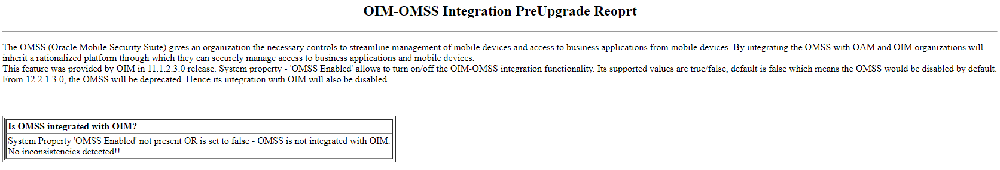 OIM-OMSS Integration PreUpgrade Reoprt
The OMSS (Oracle Mobile Security Suite) gives an organization the necessary controls to streamline management of mobile devices and access to business applications from mobile devices. By integrating the OMSS with OAM and OIM organizations will
inherit a rationalized platform through which they can securely manage access to business applications and mobile devices.
This feature was provided by OIM in 11.1.2.3.0 release. System property - 'OMSS Enabled' allows to turn on/off the OIM-OMSS integration functionality. Its supported values are true/false, default is false which means the OMSS would be disabled by default.
From 12.2.1.3.0, the OMSS will be deprecated. Hence its integration with OIM will also be disabled.
Is OMSS integrated with OIM?
System Property 'OMSS Enabled' not present OR is set to false - OMSS is not integrated with OIM.
No inconsistencies detected!!